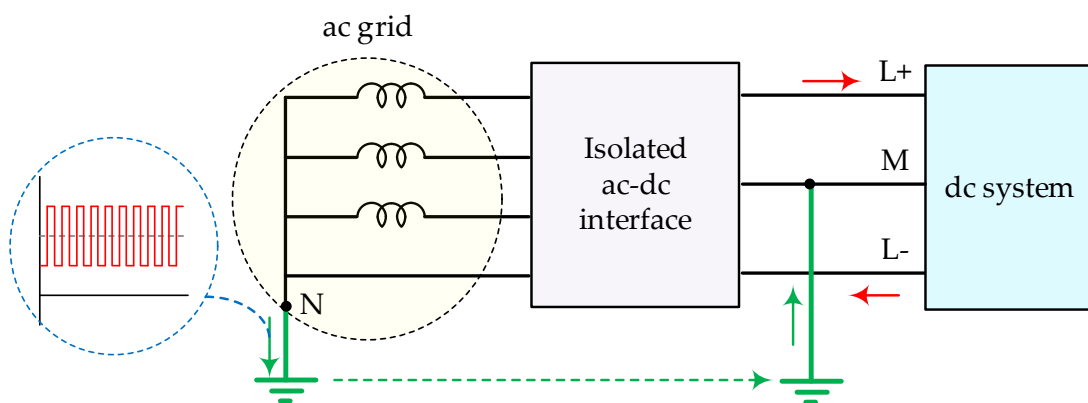 ac grid
L+
Isolated
ac-dc
interface
M
dc system
L-
N